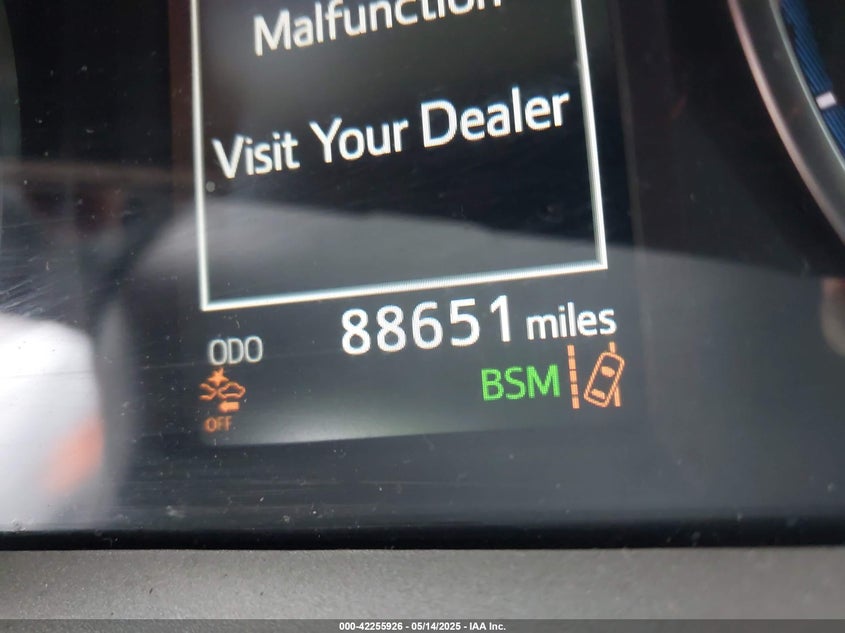 Malfunction
Visit Your Dealer
ODO 88651 miles
BSM
OFF
000-42255926 - 05/14/2025 - IAA Inc.